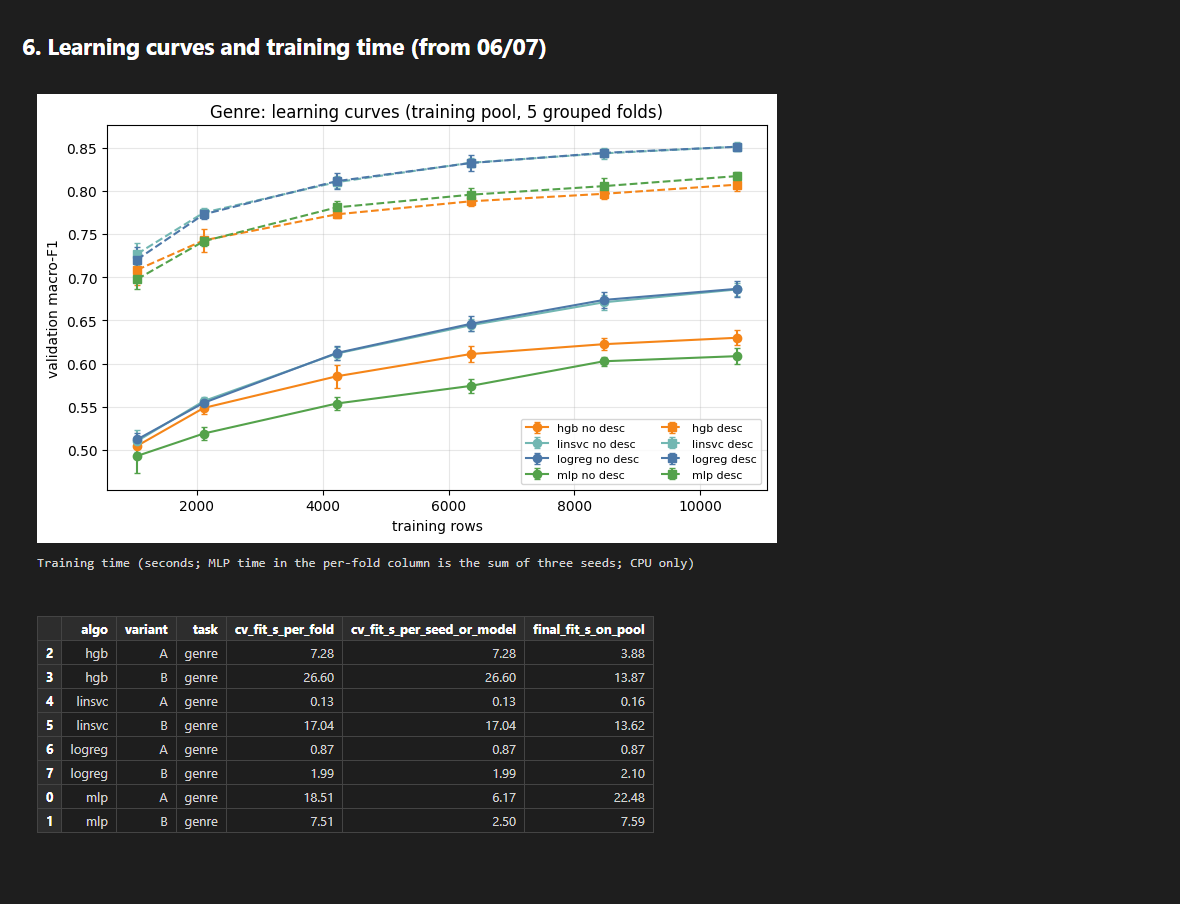 6. Learning curves and training time (from 06/07)
Genre: learning curves (training pool, 5 grouped folds)
validation macro-F1
0.85
0.80
0.75
0.70
0.65
0.60
0.55
0.50
hgb no desc hgb desc
linsvc no desc linsvc desc
logreg no desc logreg desc
mlp no desc mlp desc
2000 4000 6000 8000 10000
training rows
Training time (seconds; MLP time in the per-fold column is the sum of three seeds; CPU only)
algo variant task cv_fit_s_per_fold cv_fit_s_per_seed_or_model final_fit_s_on_pool
2 hgb A genre 7.28 7.28 3.88
3 hgb B genre 26.60 26.60 13.87
4 linsvc A genre 0.13 0.13 0.16
5 linsvc B genre 17.04 17.04 13.62
6 logreg A genre 0.87 0.87 0.87
7 logreg B genre 1.99 1.99 2.10
0 mlp A genre 18.51 6.17 22.48
1 mlp B genre 7.51 2.50 7.59